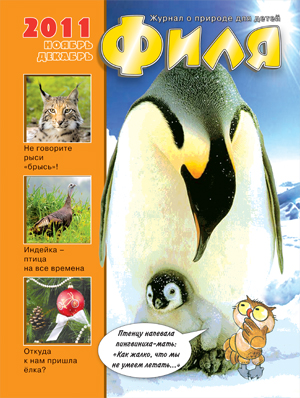 2011
НОЯБРЬ
ДЕКАБРЬ
Журнал о природе для детей
Филя
Не говорите
рыси
«брысь»!
Индейка –
птица
на все времена
Откуда
к нам пришла
ёлка?
Птенцу напевала
пингвиниха-мать:
«Как жалко, что мы
не умеем летать...»